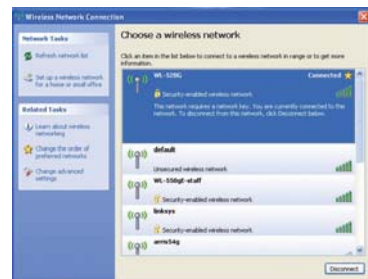 Wireless Network Connection
Network Tasks
Refresh network list
Set up a wireless network
for a home or small office
Related Tasks
Learn about wireless
networking
Change the order of
preferred networks
Change advanced
settings
Choose a wireless network
Click an item in the list below to connect to a wireless network in range or to get more
information.
WL-520G
Connected
Security-enabled wireless network
This network requires a network key. You are currently connected to this
network. To disconnect from this network, click Disconnect below.
default
Unsecured wireless network
WL-550gE-staff
Security-enabled wireless network
linksys
Security-enabled wireless network
Disconnect